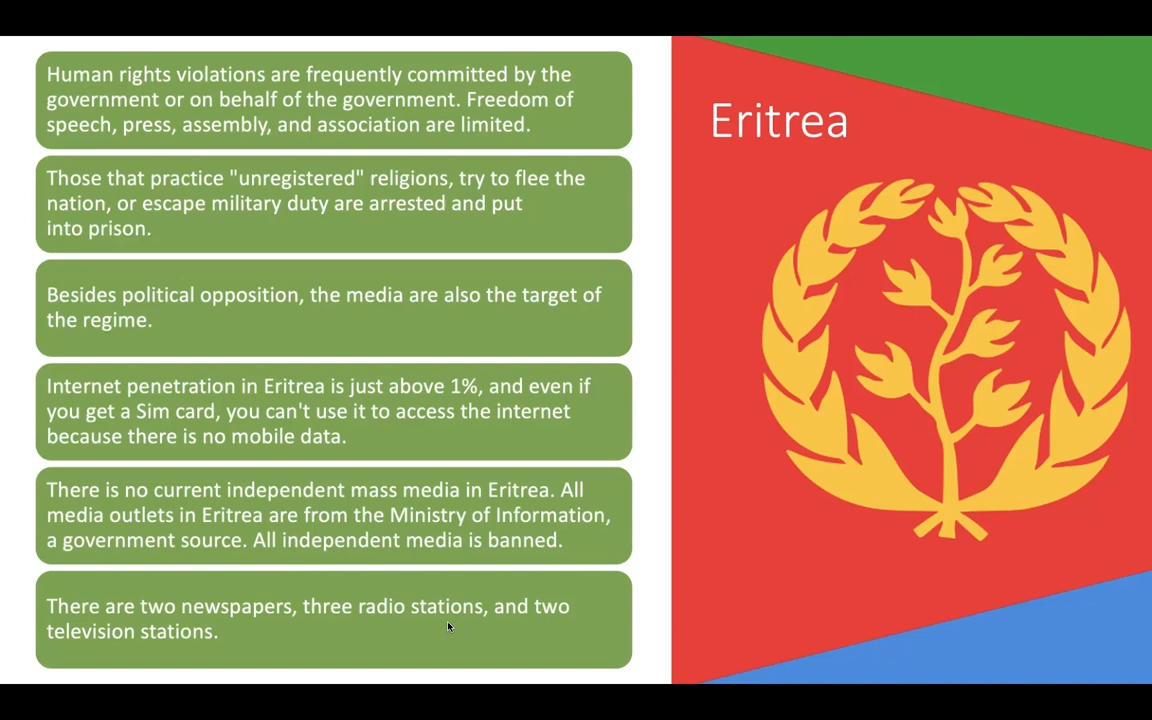 Human rights violations are frequently committed by the
government or on behalf of the government. Freedom of
speech, press, assembly, and association are limited.
Those that practice "unregistered" religions, try to flee the
nation, or escape military duty are arrested and put
into prison.
Besides political opposition, the media are also the target of
the regime.
Internet penetration in Eritrea is just above 1%, and even if
you get a Sim card, you can't use it to access the internet
because there is no mobile data.
There is no current independent mass media in Eritrea. All
media outlets in Eritrea are from the Ministry of Information,
a government source. All independent media is banned.
There are two newspapers, three radio stations, and two
television stations.
Eritrea